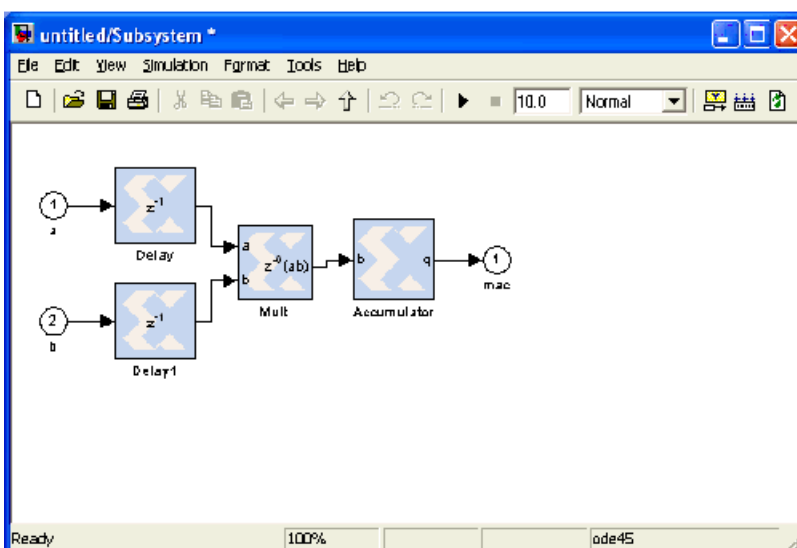 untitled/Subsystem *
File Edit View Simulation Format Tools Help
10.0 Normal
1
a
z-1
Delay
2
b
z-1
Delay1
a
b
z-0(ab)
Mult
b q
Accumulator
1
mac
Ready 100% ode45